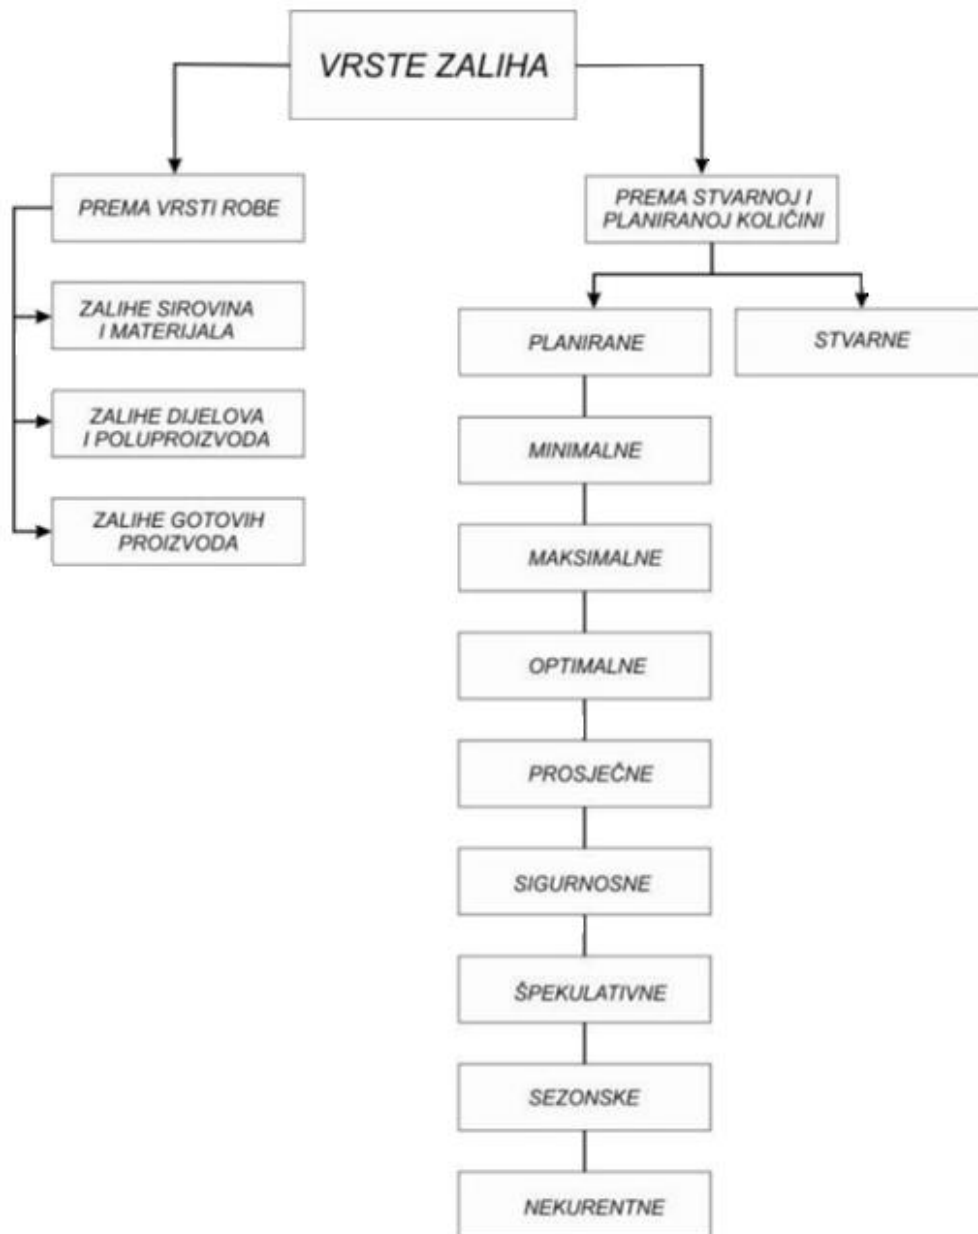 VRSTE ZALIHA
PREMA VRSTI ROBE
ZALIHE SIROVINA
I MATERIJALA
ZALIHE DIJELOVA
I POLUPROIZVODA
ZALIHE GOTOVIH
PROIZVODA
PREMA STVARNOJ I
PLANIRANOJ KOLIČINI
PLANIRANE
STVARNE
MINIMALNE
MAKSIMALNE
OPTIMALNE
PROSJEČNE
SIGURNOSNE
ŠPEKULATIVNE
SEZONSKE
NEKURENTNE